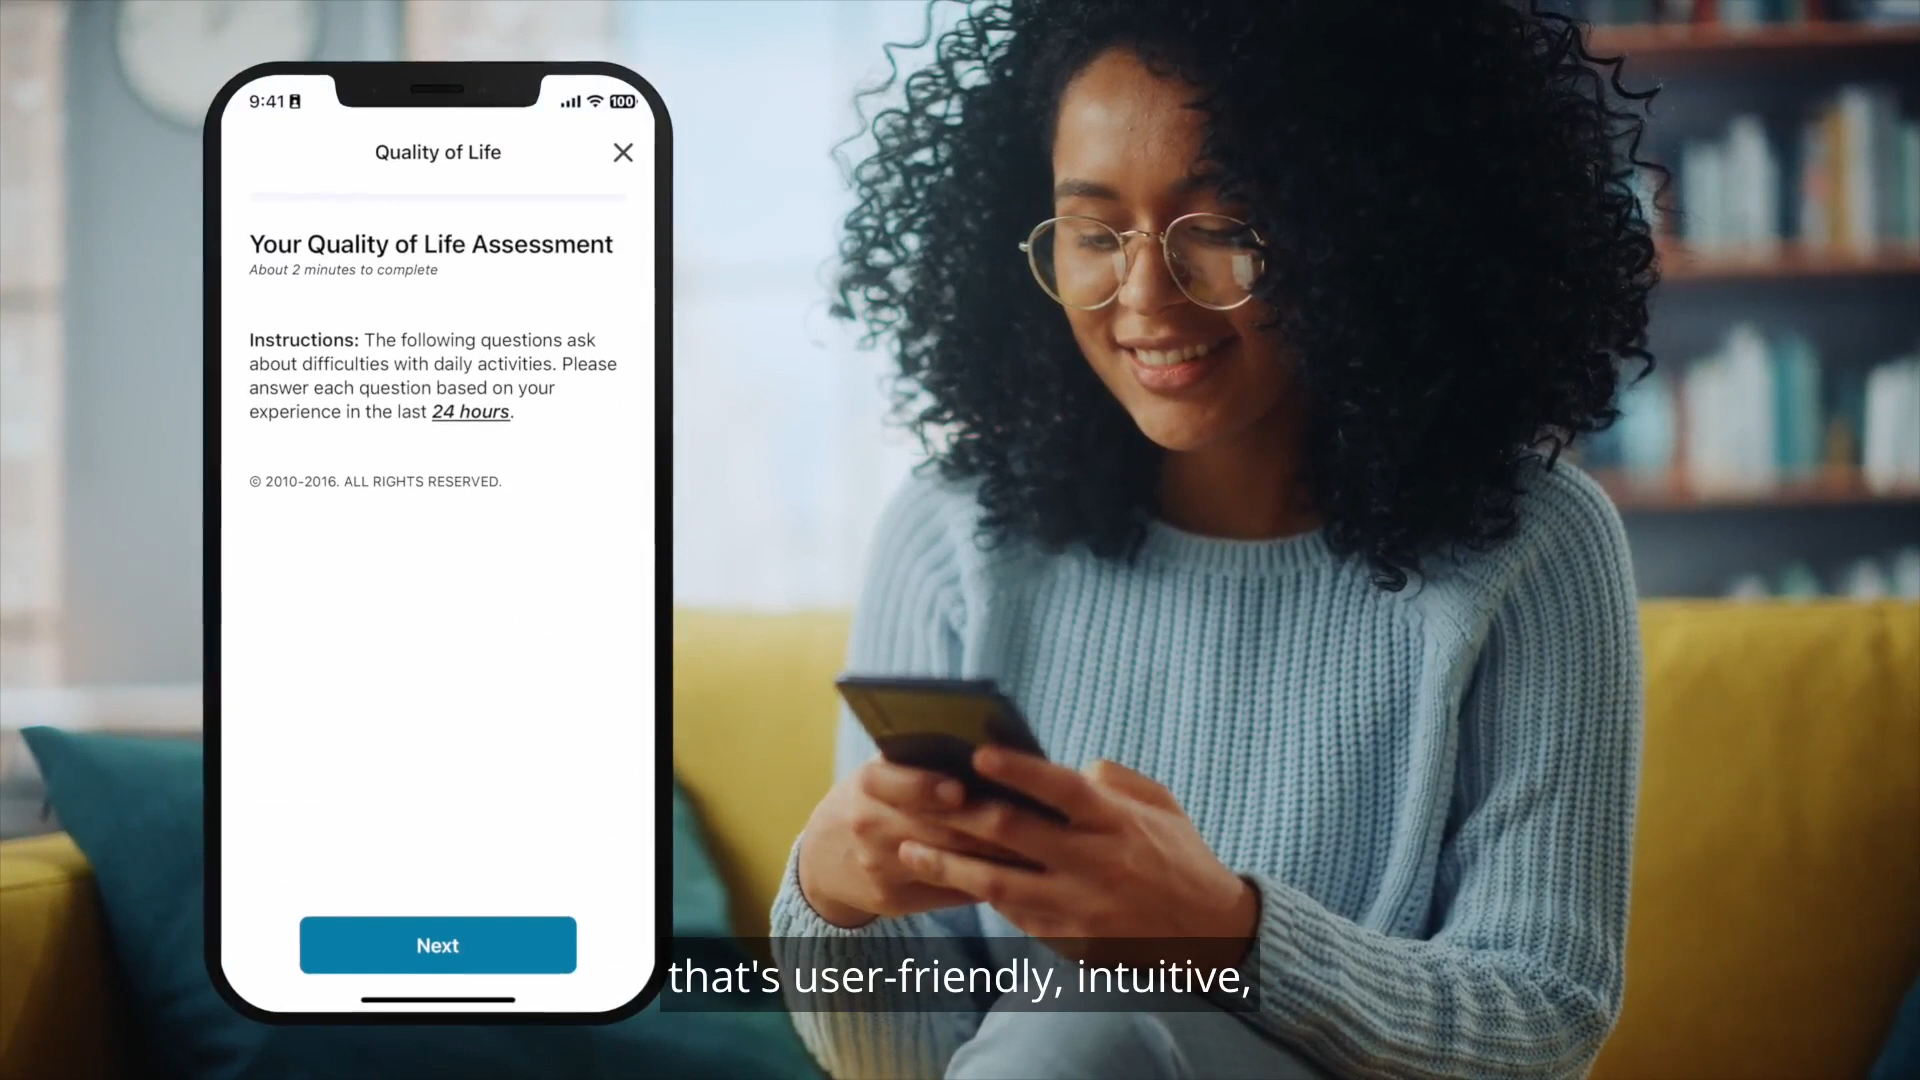 9:41
100
Quality of Life
Your Quality of Life Assessment
About 2 minutes to complete
Instructions: The following questions ask
about difficulties with daily activities. Please
answer each question based on your
experience in the last 24 hours.
© 2010-2016. ALL RIGHTS RESERVED.
Next
that's user-friendly, intuitive,